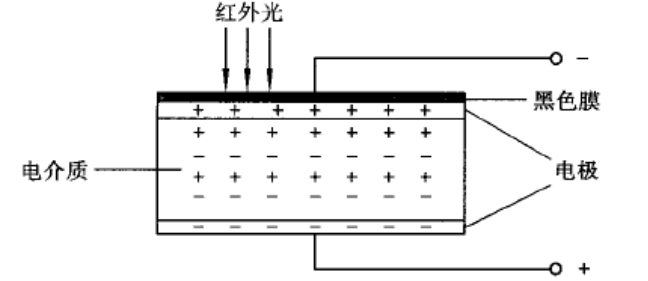 红外光
−
黑色膜
+ + + + + + +
+ + + + + + +
− − − − − − −
电介质
+ + + + + + +
电极
− − − − − − −
− − − − − − −
+